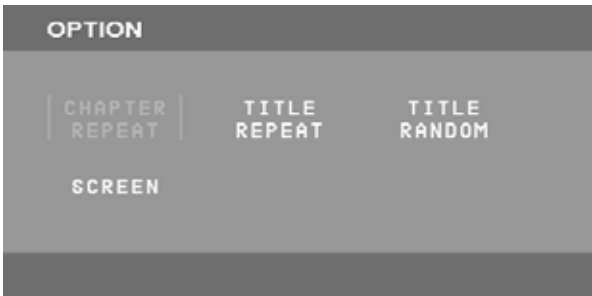 OPTION
CHAPTER TITLE TITLE
REPEAT REPEAT RANDOM
SCREEN